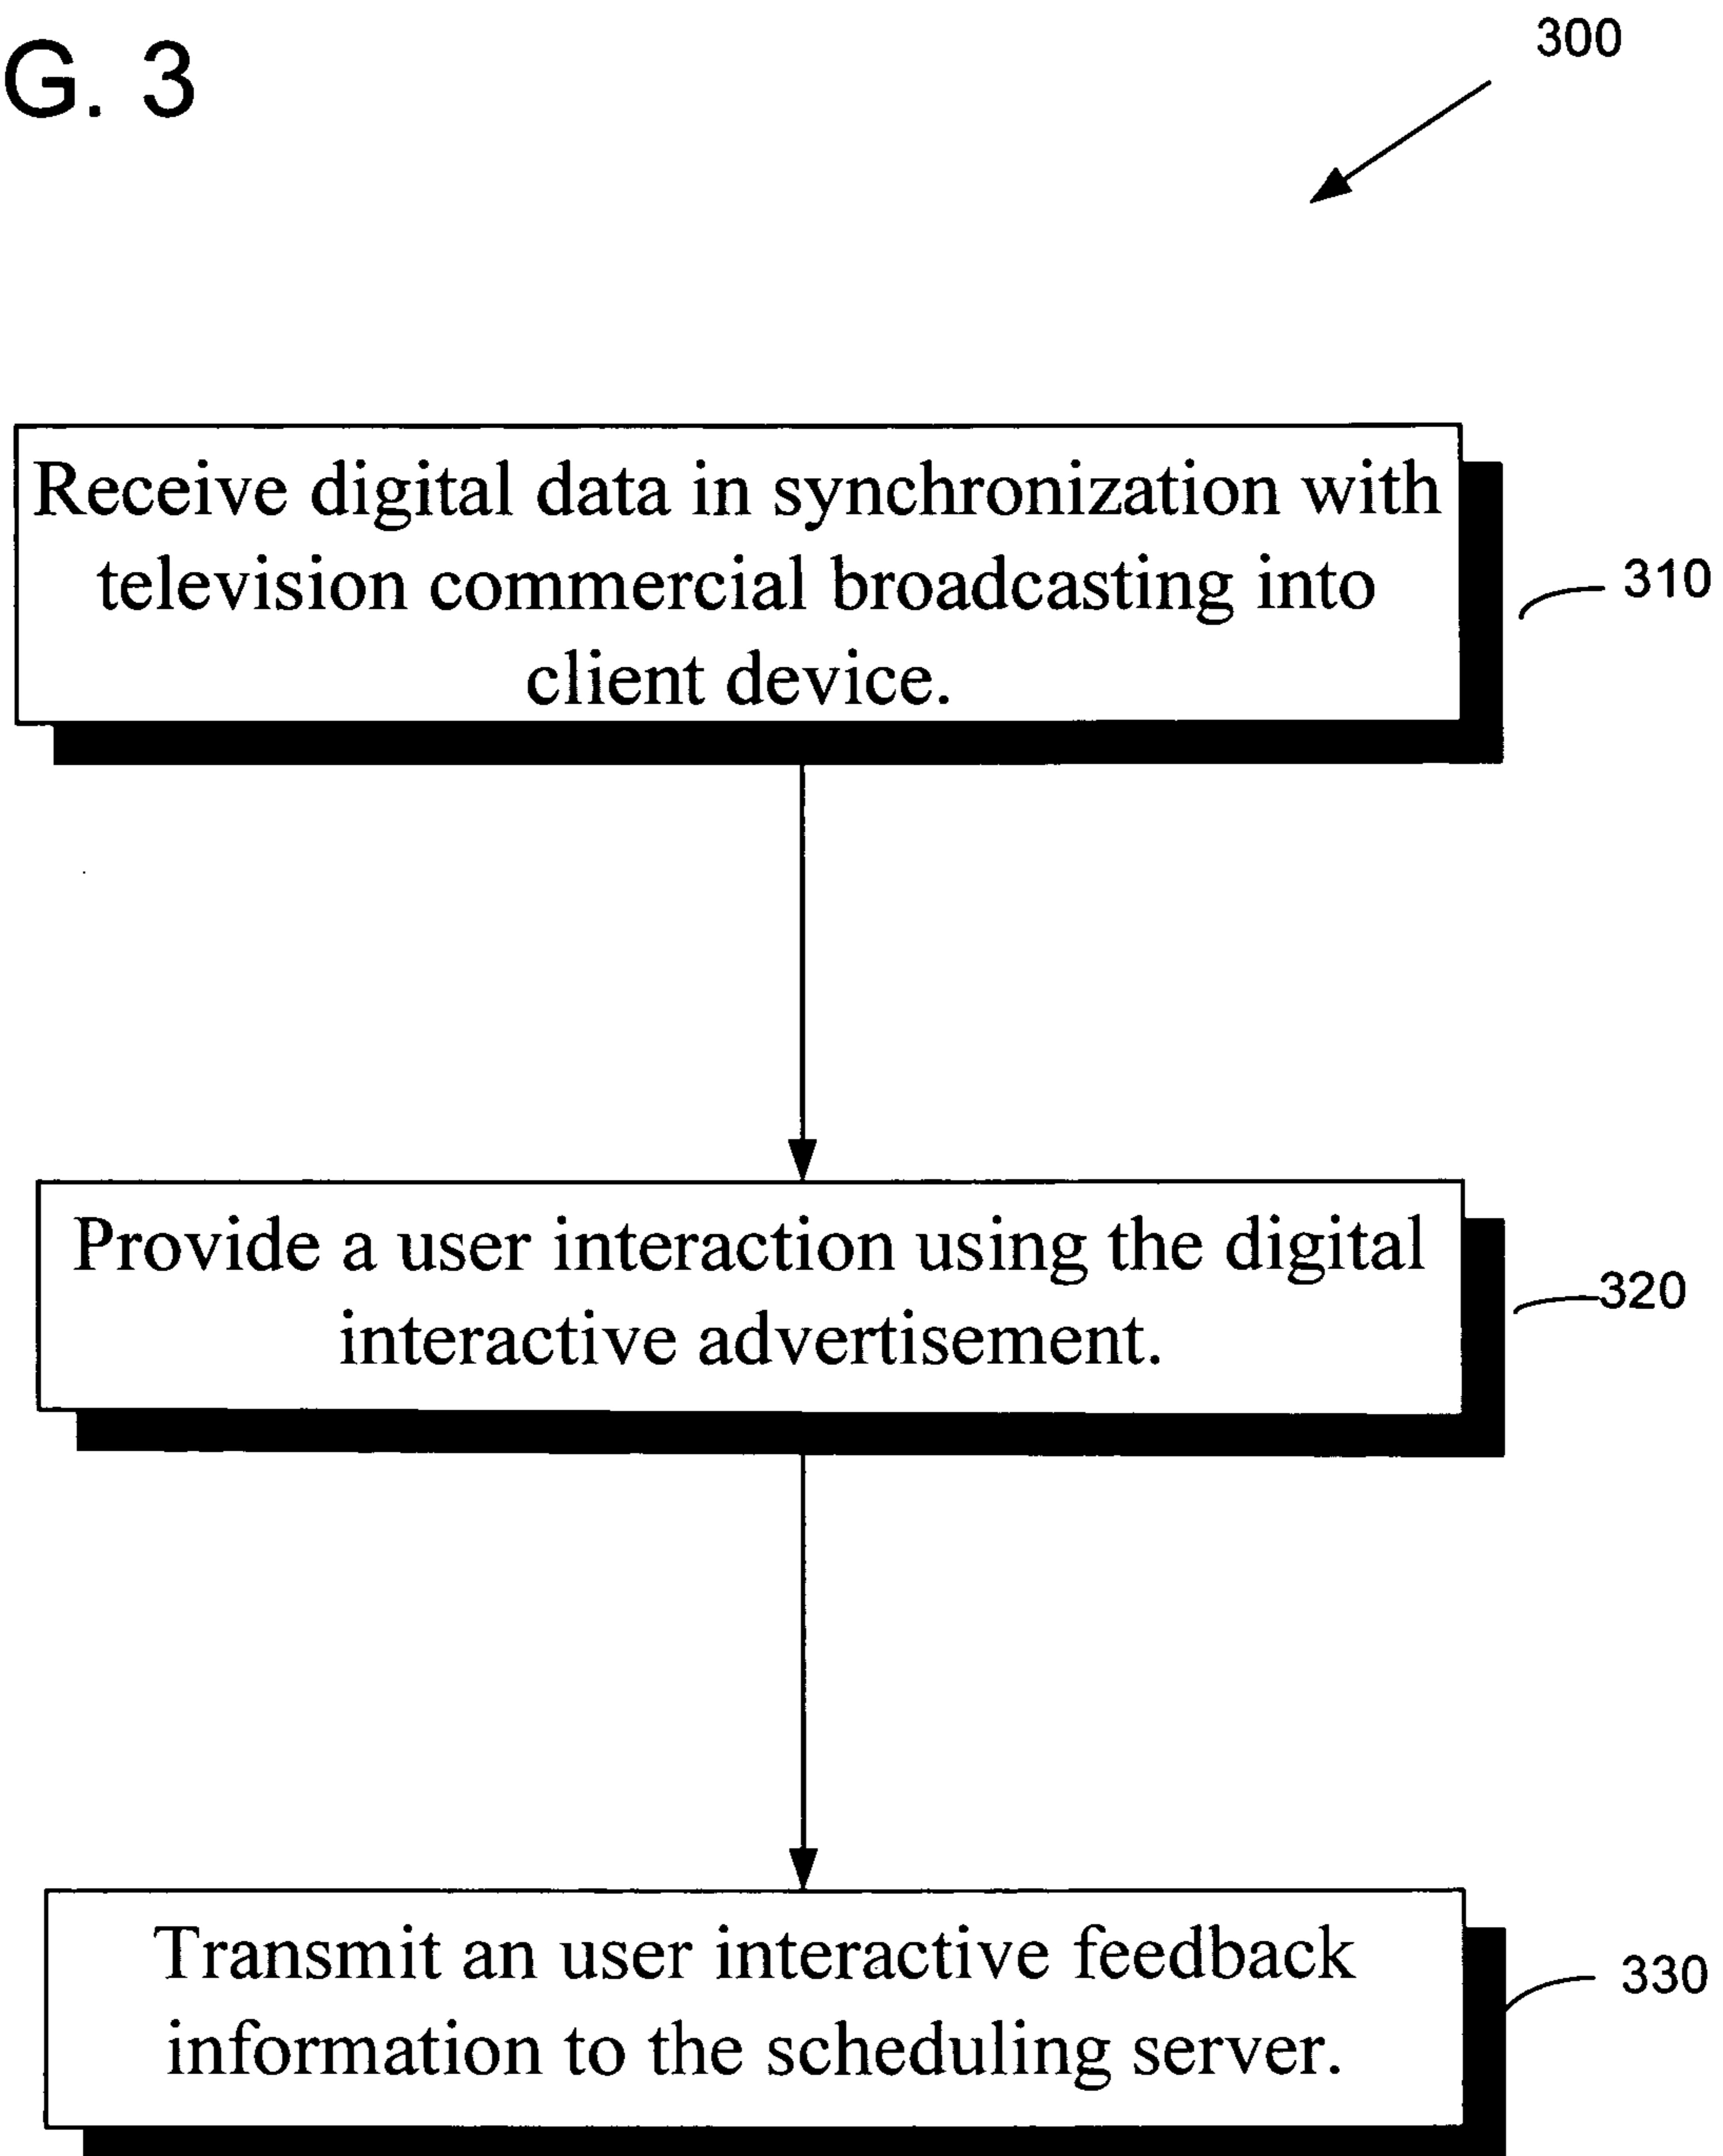 G. 3
300
Receive digital data in synchronization with
television commercial broadcasting into
client device.
310
Provide a user interaction using the digital
interactive advertisement.
320
Transmit an user interactive feedback
information to the scheduling server.
330